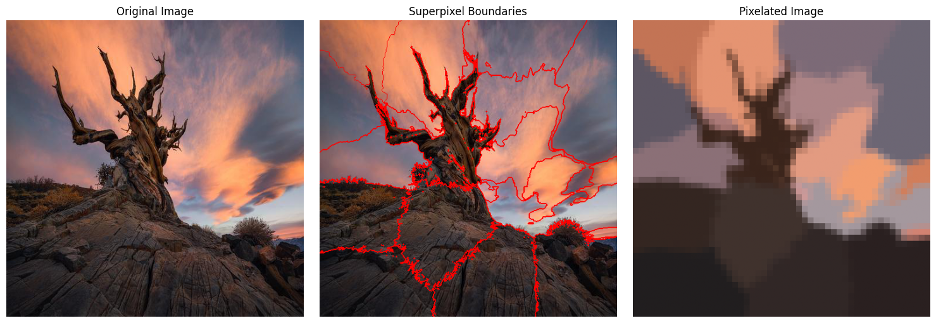 Original Image
Superpixel Boundaries
Pixelated Image